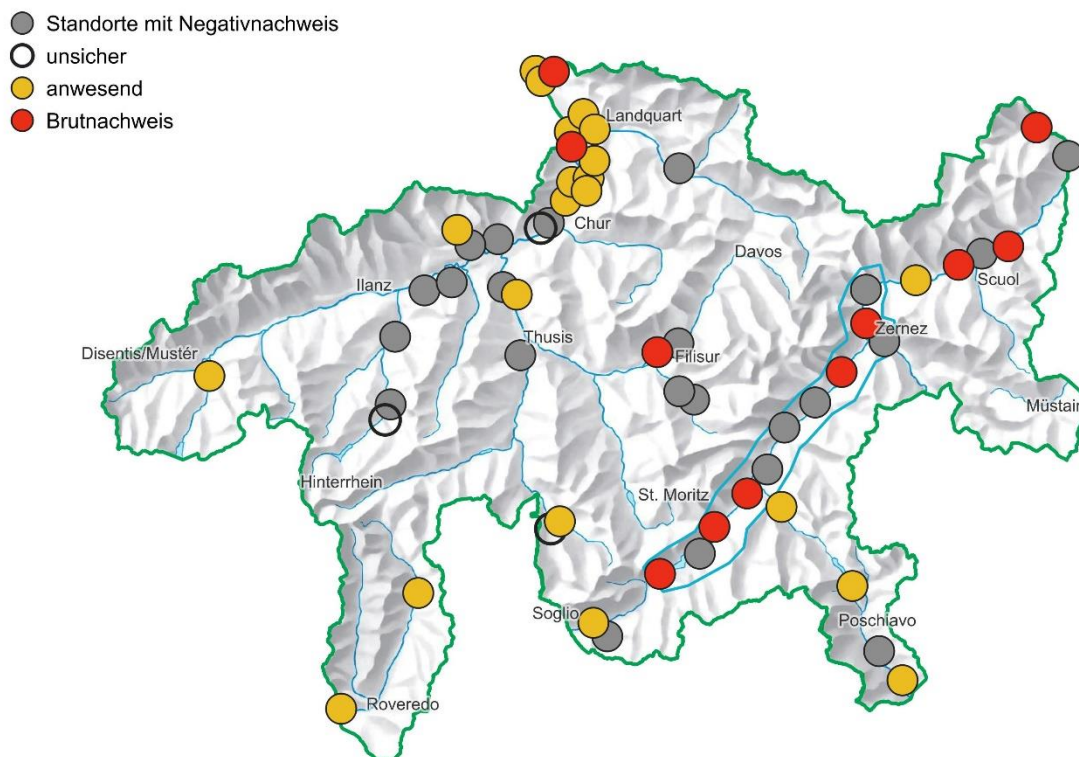 Standorte mit Negativnachweis
unsicher
anwesend
Brutnachweis
Landquart
Chur
Davos
Ilanz
Scuol
Zernez
Thusis
Disentis/Mustér
Filisur
Müstair
Hinterrhein
St. Moritz
Soglio
Poschiavo
Roveredo